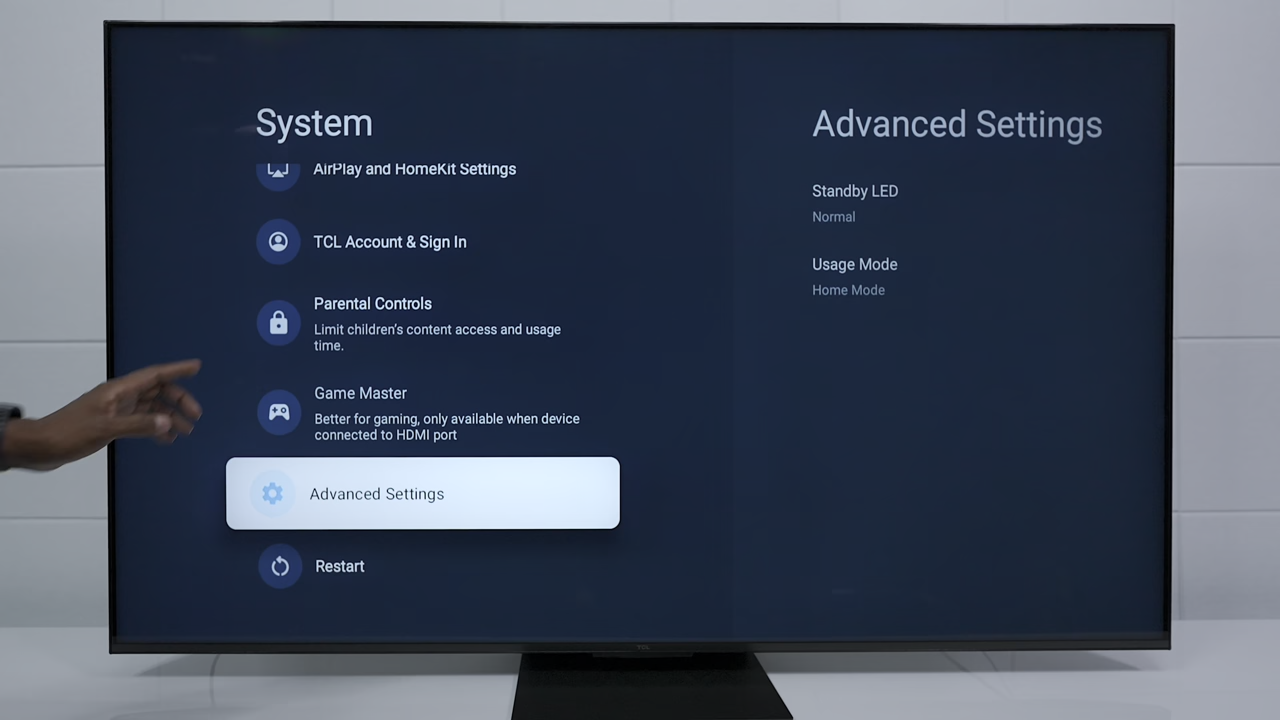 System
AirPlay and HomeKit Settings
TCL Account & Sign In
Parental Controls
Limit children's content access and usage
time.
Game Master
Better for gaming, only available when device
connected to HDMI port
Advanced Settings
Restart
Advanced Settings
Standby LED
Normal
Usage Mode
Home Mode
TCL